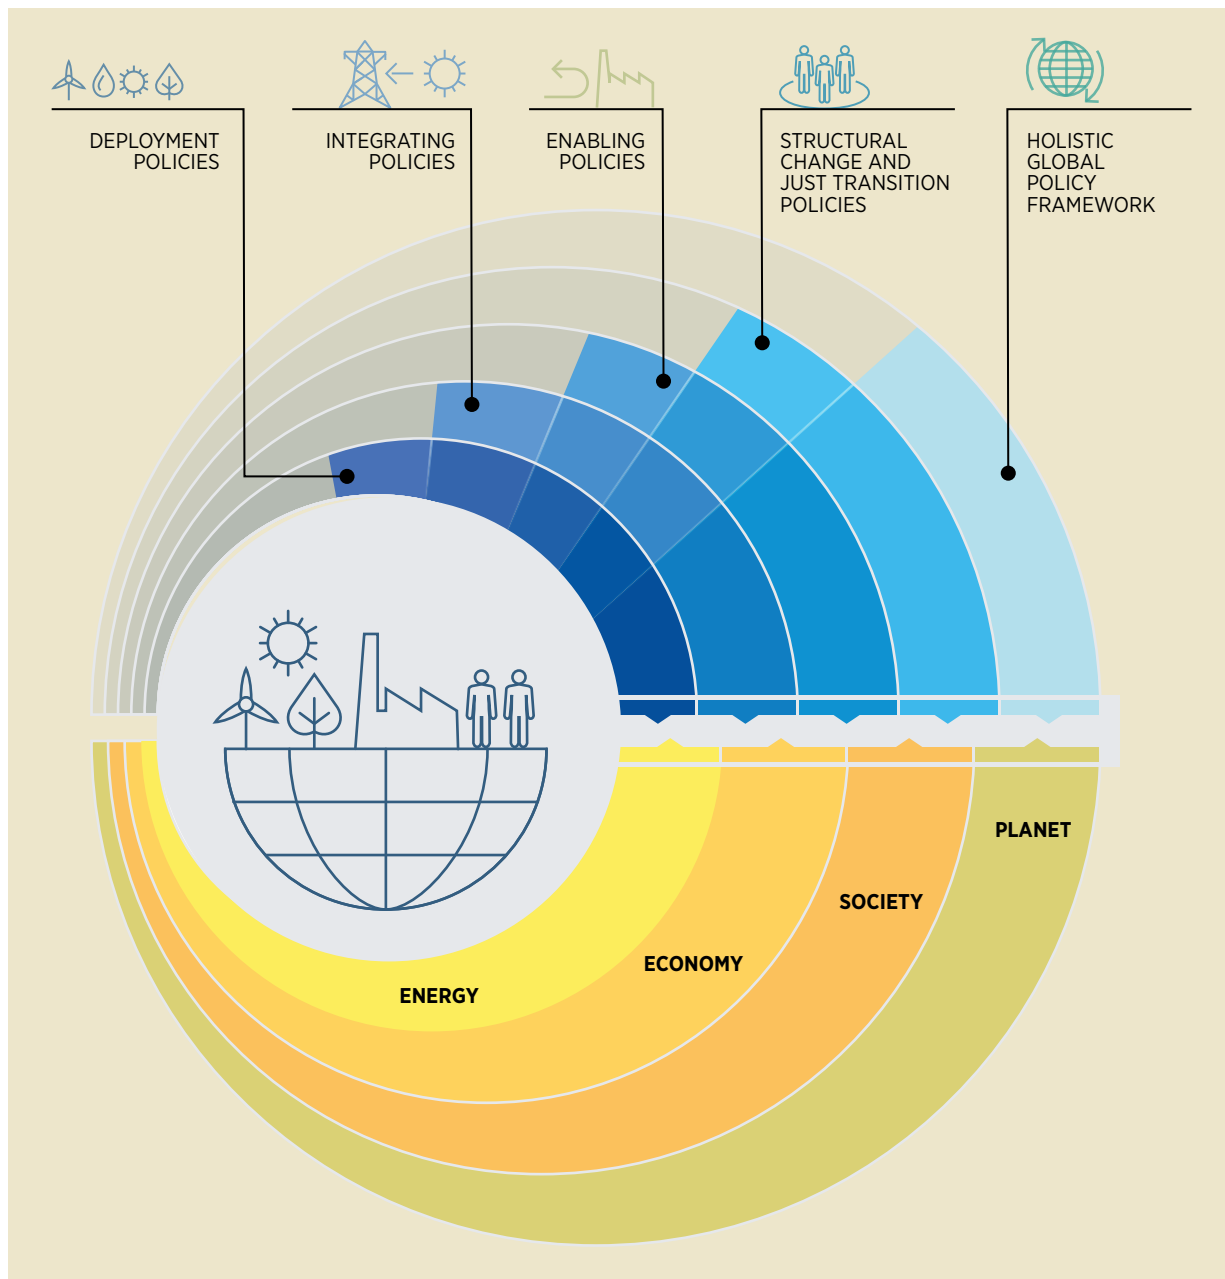 DEPLOYMENT
POLICIES
INTEGRATING
POLICIES
ENABLING
POLICIES
STRUCTURAL
CHANGE AND
JUST TRANSITION
POLICIES
HOLISTIC
GLOBAL
POLICY
FRAMEWORK
PLANET
SOCIETY
ECONOMY
ENERGY